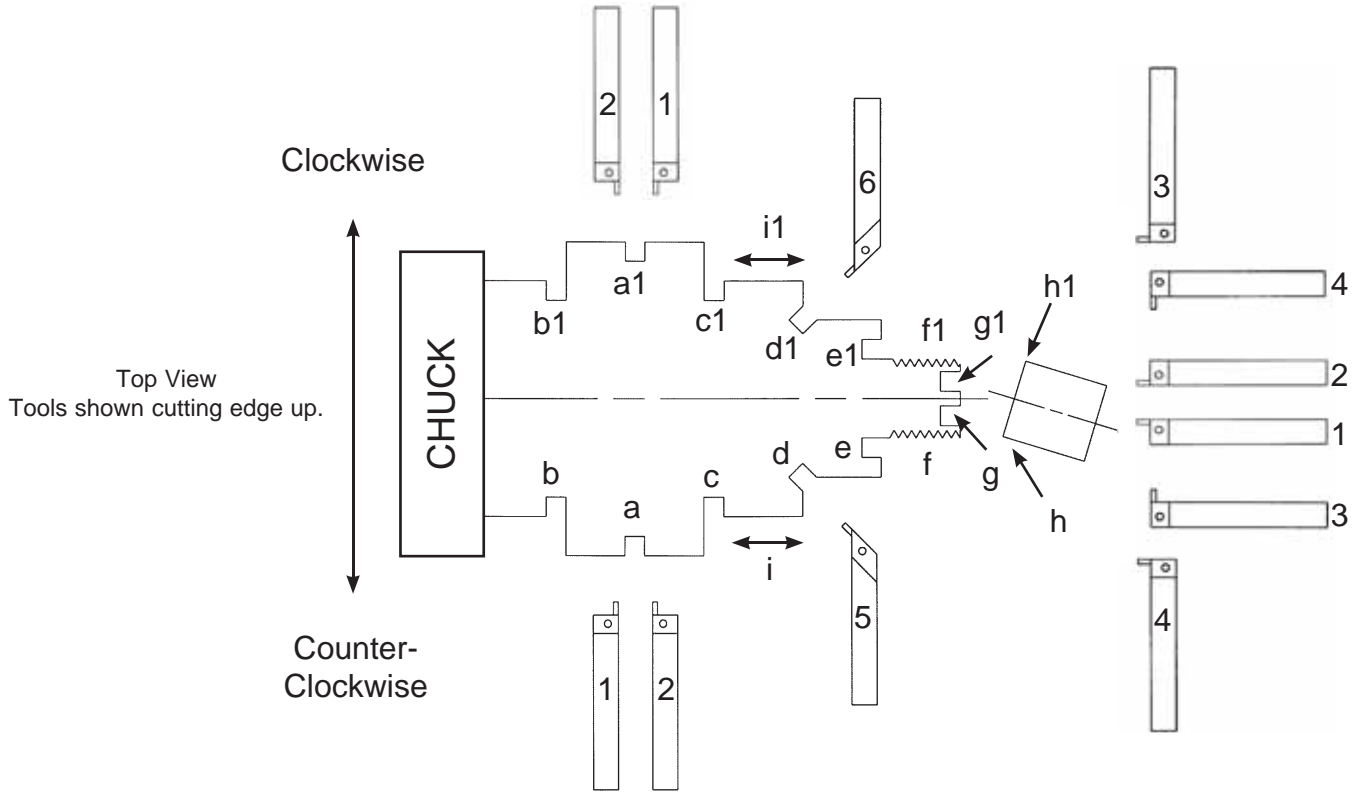 2 1
3
6
Clockwise
i1
4
a1
h1
b1
c1
g1
f1
d1
e1
2
Top View
Tools shown cutting edge up.
CHUCK
1
d
e
b
c
f
g
a
h
3
i
5
4
Counter-
Clockwise
1 2